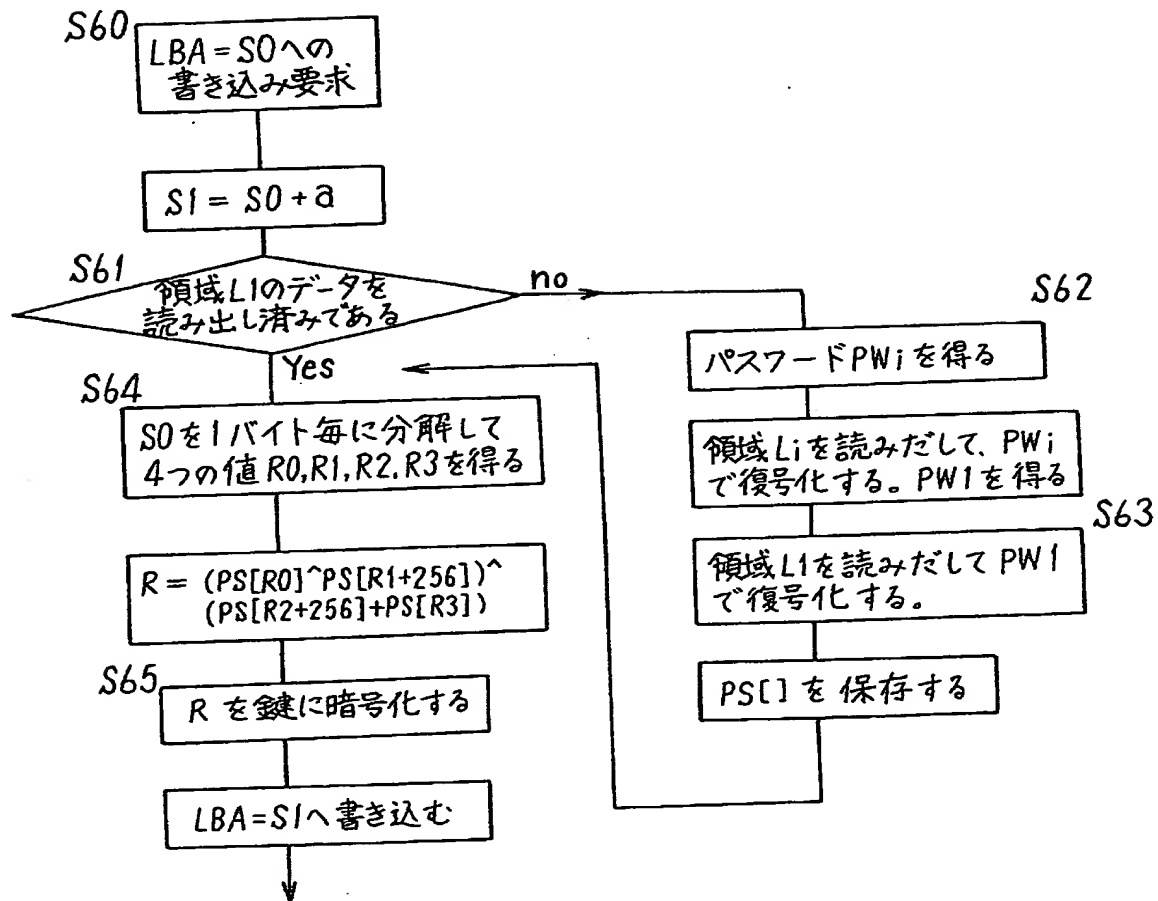 S60
LBA=S0への
書き込み要求
S1=S0+a
S61
領域L1のデータを
読み出し済みである
no
Yes
S62
パスワードPWiを得る
領域Liを読みだして、PWi
で復号化する。PW1を得る
S63
領域L1を読みだしてPW1
で復号化する。
PS[]を保存する
S64
S0を1バイト毎に分解して
4つの値R0,R1,R2,R3を得る
R=(PS[R0]^PS[R1+256])^
(PS[R2+256]+PS[R3])
S65
Rを鍵に暗号化する
LBA=S1へ書き込む